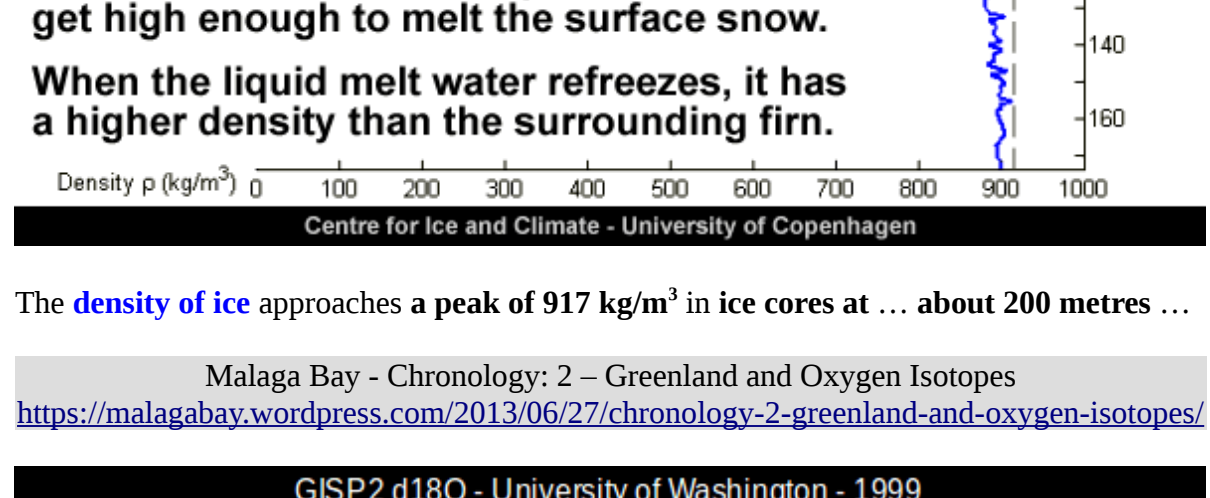 get high enough to melt the surface snow.
When the liquid melt water refreezes, it has
a higher density than the surrounding firn.
140
160
Density ρ (kg/m³) 0 100 200 300 400 500 600 700 800 900 1000
Centre for Ice and Climate - University of Copenhagen
The density of ice approaches a peak of 917 kg/m³ in ice cores at … about 200 metres …
Malaga Bay - Chronology: 2 – Greenland and Oxygen Isotopes
https://malagabay.wordpress.com/2013/06/27/chronology-2-greenland-and-oxygen-isotopes/
GISP2 d18O - University of Washington - 1999